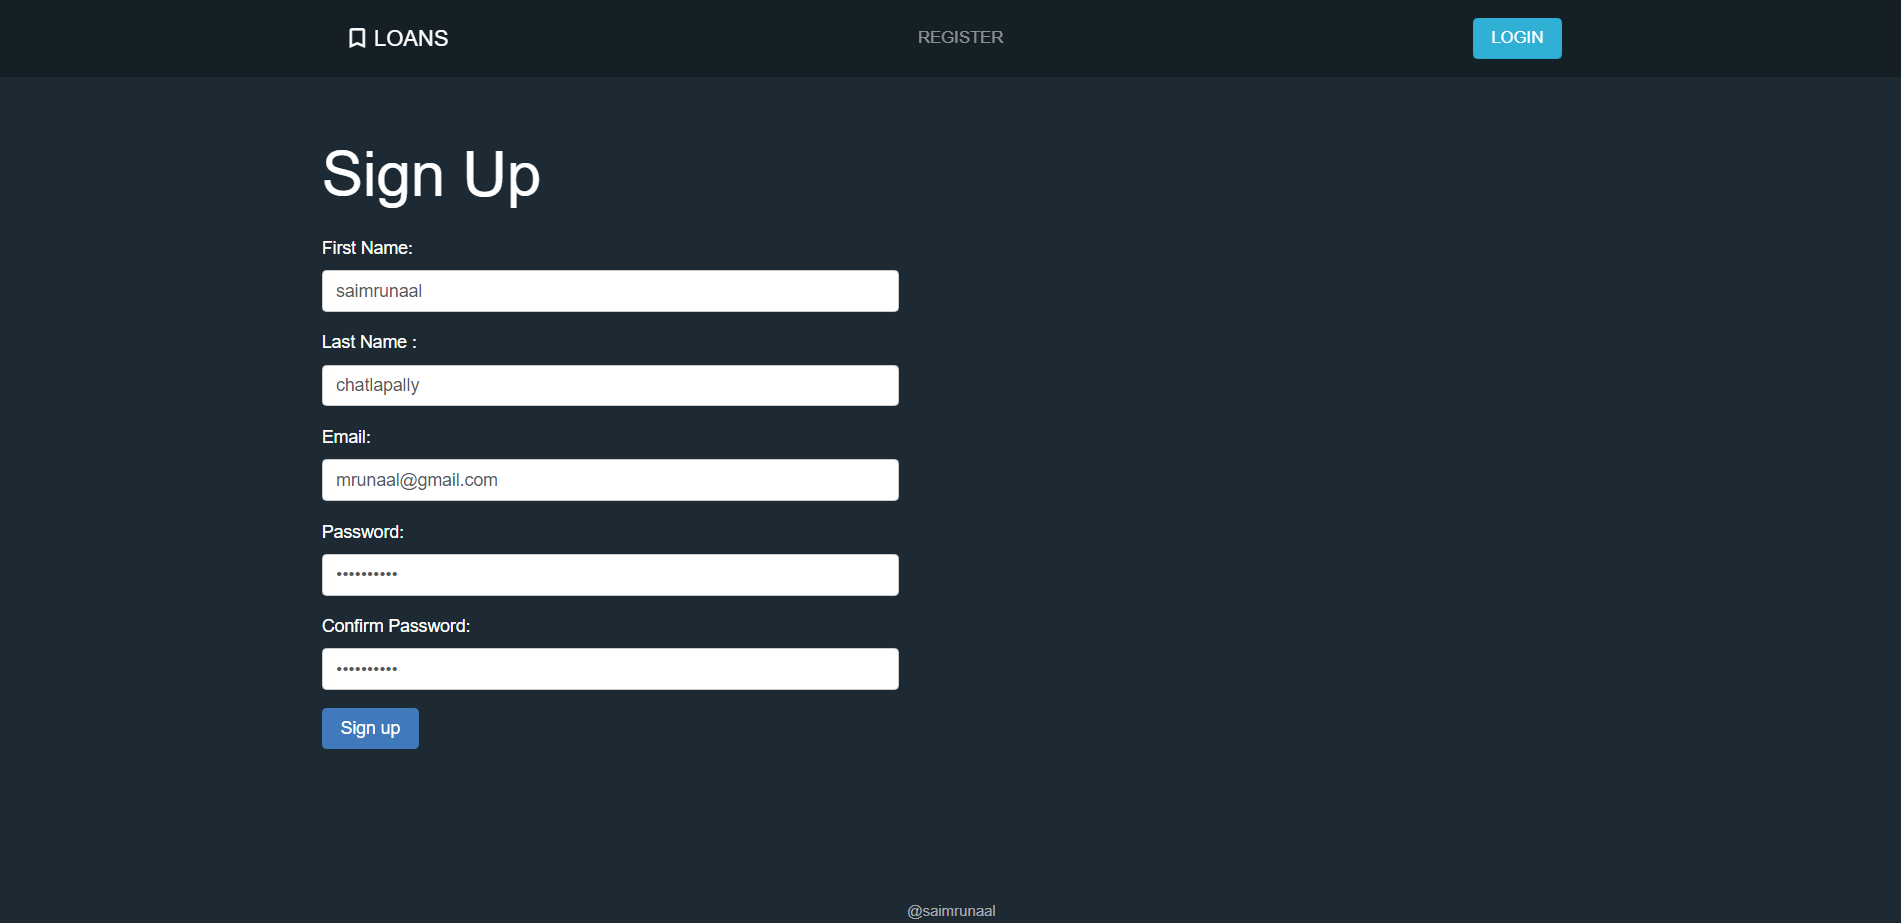 LOANS
REGISTER
LOGIN
Sign Up
First Name:
saimrunaal
Last Name :
chatlapally
Email:
mrunaal@gmail.com
Password:
••••••••••
Confirm Password:
••••••••••
Sign up
@saimrunaal